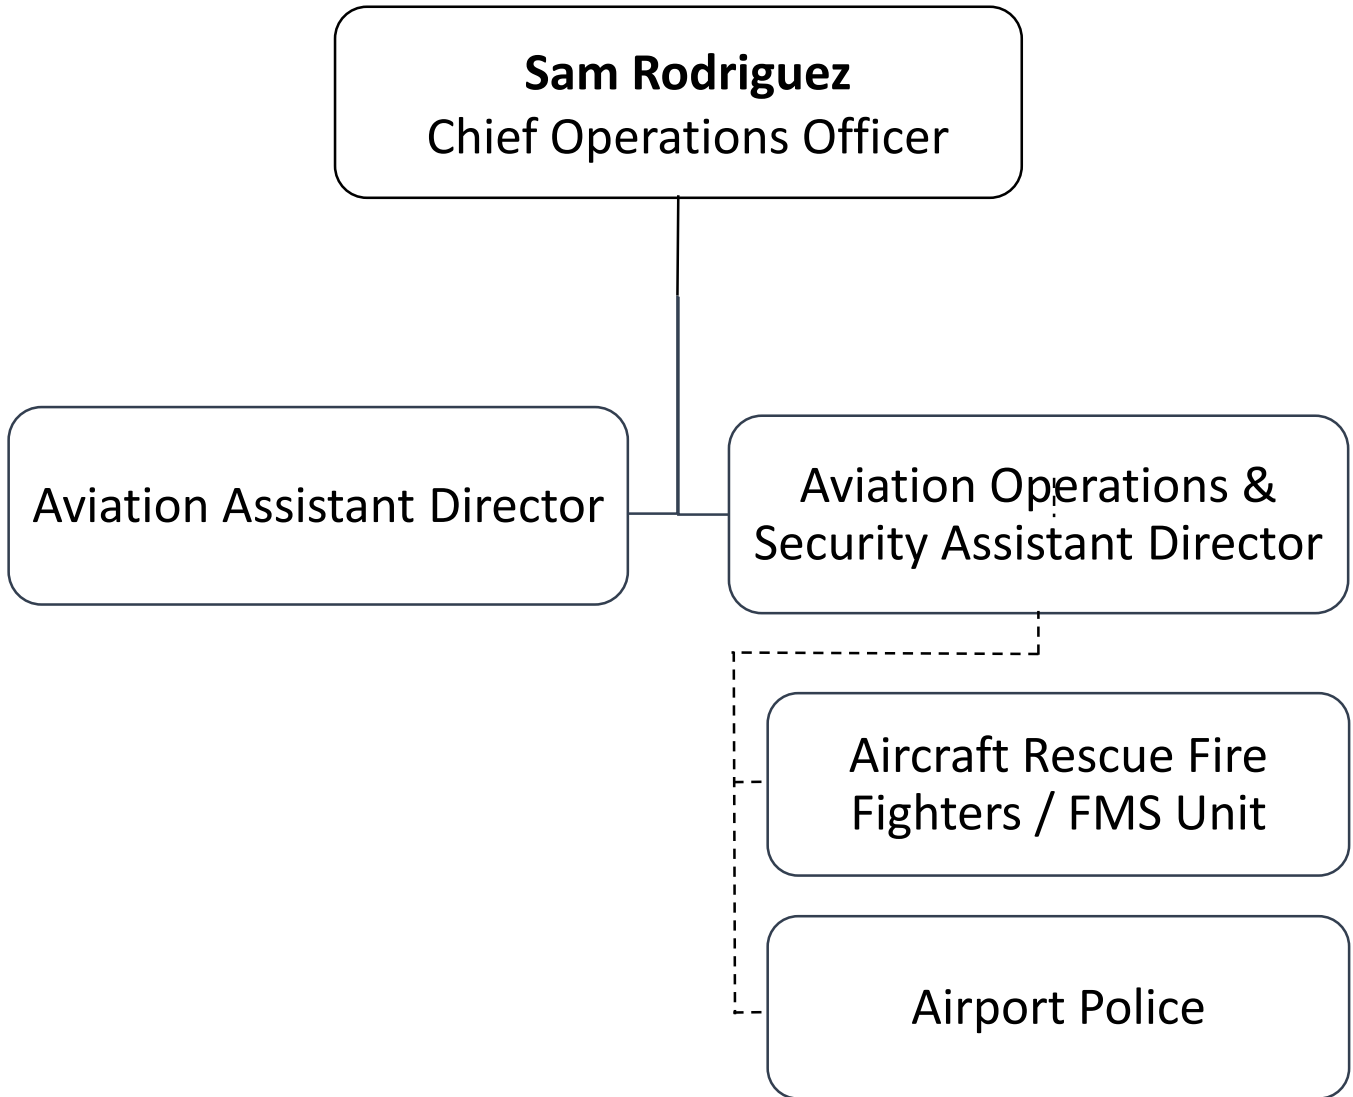 Sam Rodriguez
Chief Operations Officer
Aviation Assistant Director
Aviation Operations &
Security Assistant Director
Aircraft Rescue Fire
Fighters / FMS Unit
Airport Police